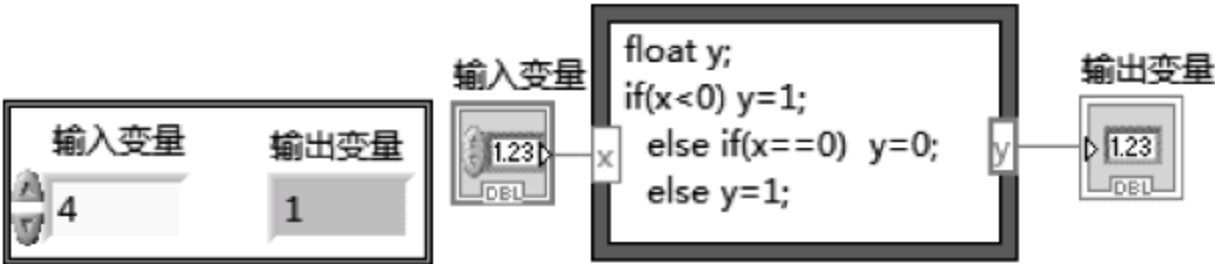 输入变量
4
输出变量
1
输入变量
1.23
DBL
x
float y;
if(x<0) y=1;
else if(x==0) y=0;
else y=1;
y
输出变量
1.23
DBL